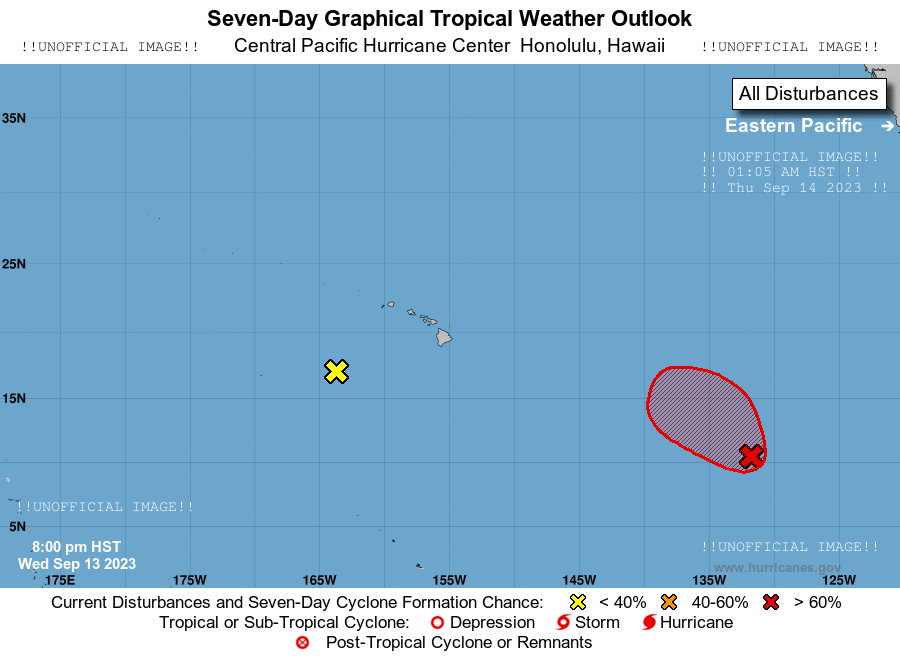 Seven-Day Graphical Tropical Weather Outlook
!!UNOFFICIAL IMAGE!! Central Pacific Hurricane Center Honolulu, Hawaii !!UNOFFICIAL IMAGE!!
All Disturbances
35N
Eastern Pacific ➔
!!UNOFFICIAL IMAGE!!
!! 01:05 AM HST !!
!! Thu Sep 14 2023 !!
25N
15N
!!UNOFFICIAL IMAGE!!
5N
8:00 pm HST
Wed Sep 13 2023
!!UNOFFICIAL IMAGE!!
www.hurricanes.gov
175E 175W 165W 155W 145W 135W 125W
Current Disturbances and Seven-Day Cyclone Formation Chance: < 40% 40-60% > 60%
Tropical or Sub-Tropical Cyclone: Depression Storm Hurricane
Post-Tropical Cyclone or Remnants